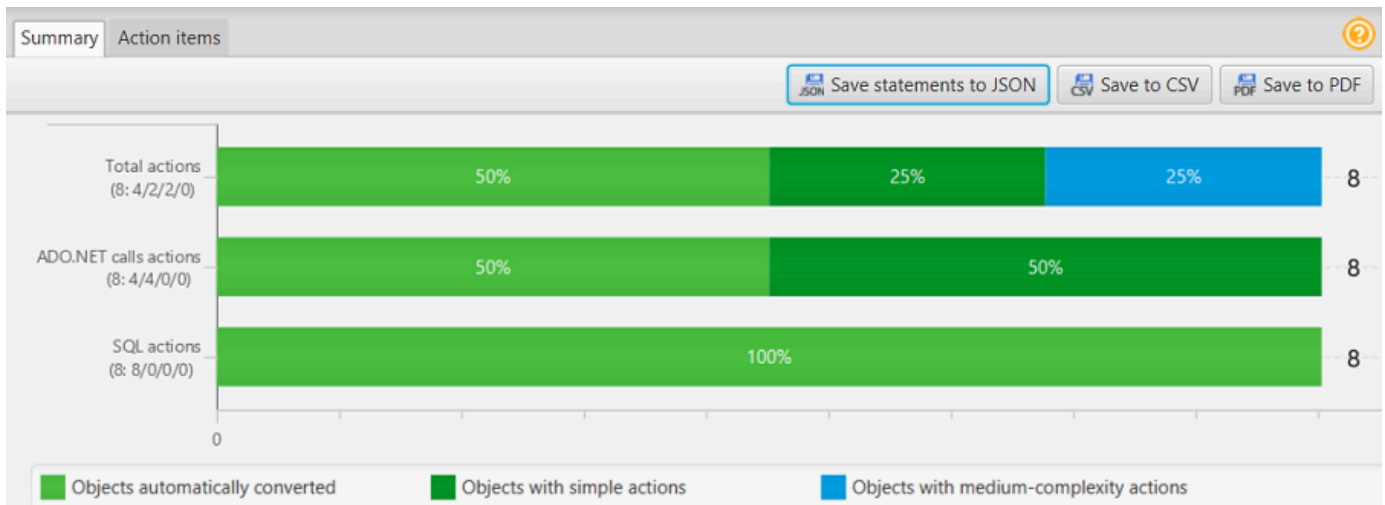 Summary Action items
JSON Save statements to JSON CSV Save to CSV PDF Save to PDF
Total actions
(8: 4/2/2/0)
50% 25% 25% 8
ADO.NET calls actions
(8: 4/4/0/0)
50% 50% 8
SQL actions
(8: 8/0/0/0)
100% 8
0
Objects automatically converted Objects with simple actions Objects with medium-complexity actions